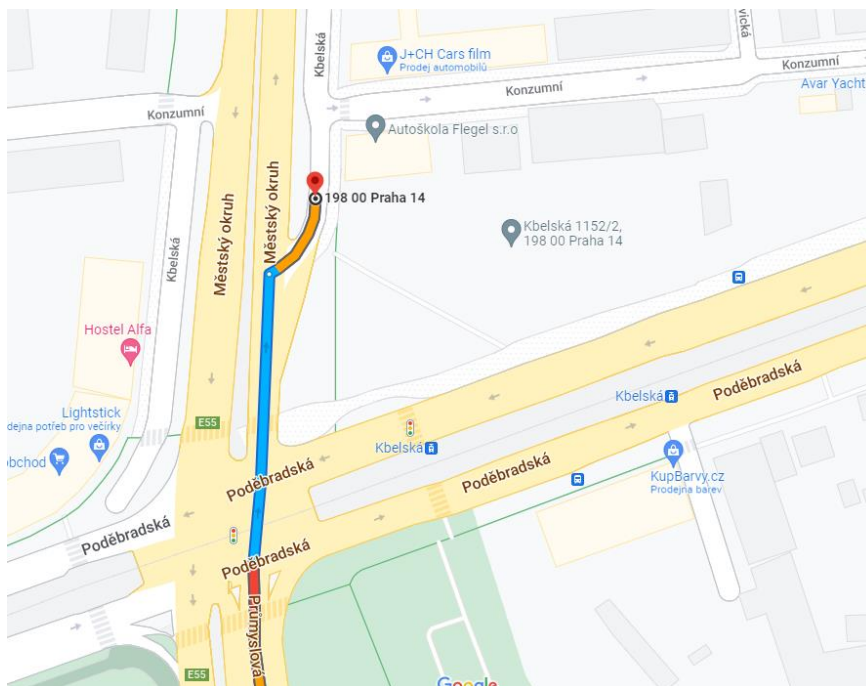 Kbelská
J+CH Cars film
Prodej automobilů
Konzumní
Konzumní
Avar Yacht
Konzumní
Autoškola Flegel s.r.o
Městský okruh
Městský okruh
198 00 Praha 14
Kbelská
Kbelská 1152/2,
198 00 Praha 14
Hostel Alfa
Poděbradská
Kbelská
E55
Lightstick
dejna potřeb pro večírky
obchod
Kbelská
Poděbradská
Poděbradská
KupBarvy.cz
Prodejna barev
Poděbradská
Poděbradská
Průmyslová
E55
Google